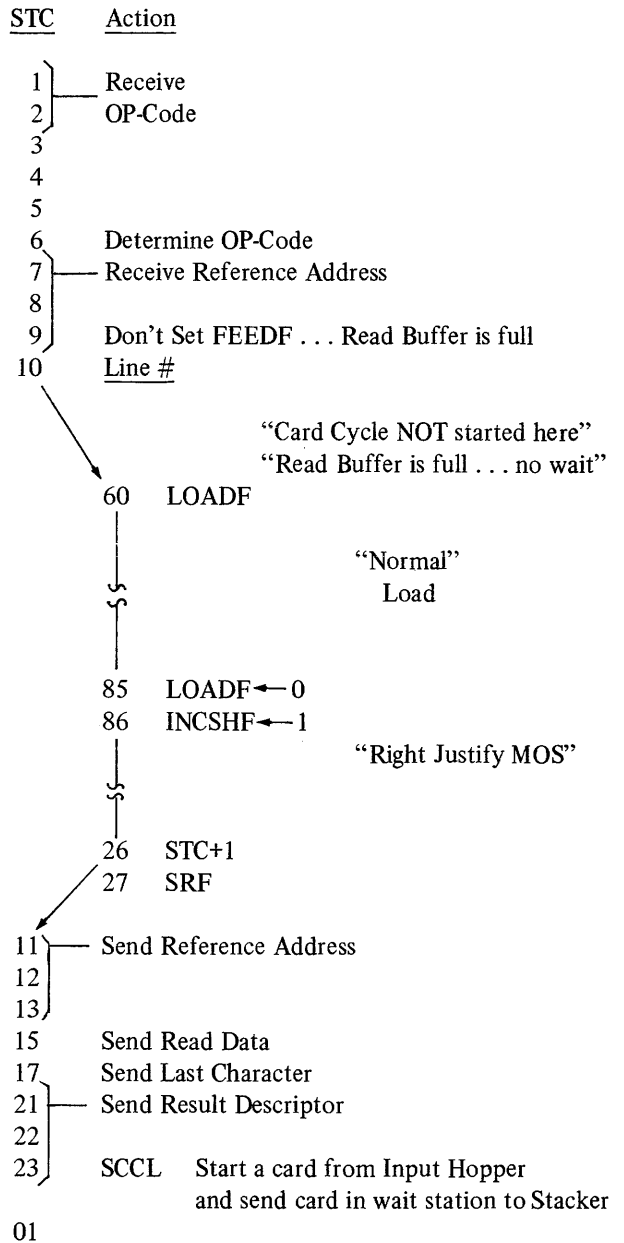 STC Action
1 Receive
2 OP-Code
3
4
5
6 Determine OP-Code
7 Receive Reference Address
8
9 Don't Set FEEDF . . . Read Buffer is full
10 Line #
“Card Cycle NOT started here”
“Read Buffer is full . . . no wait”
60 LOADF
“Normal”
Load
85 LOADF ← 0
86 INCSHF ← 1
“Right Justify MOS”
26 STC+1
27 SRF
11 Send Reference Address
12
13
15 Send Read Data
17 Send Last Character
21 Send Result Descriptor
22
23 SCCL Start a card from Input Hopper
and send card in wait station to Stacker
01